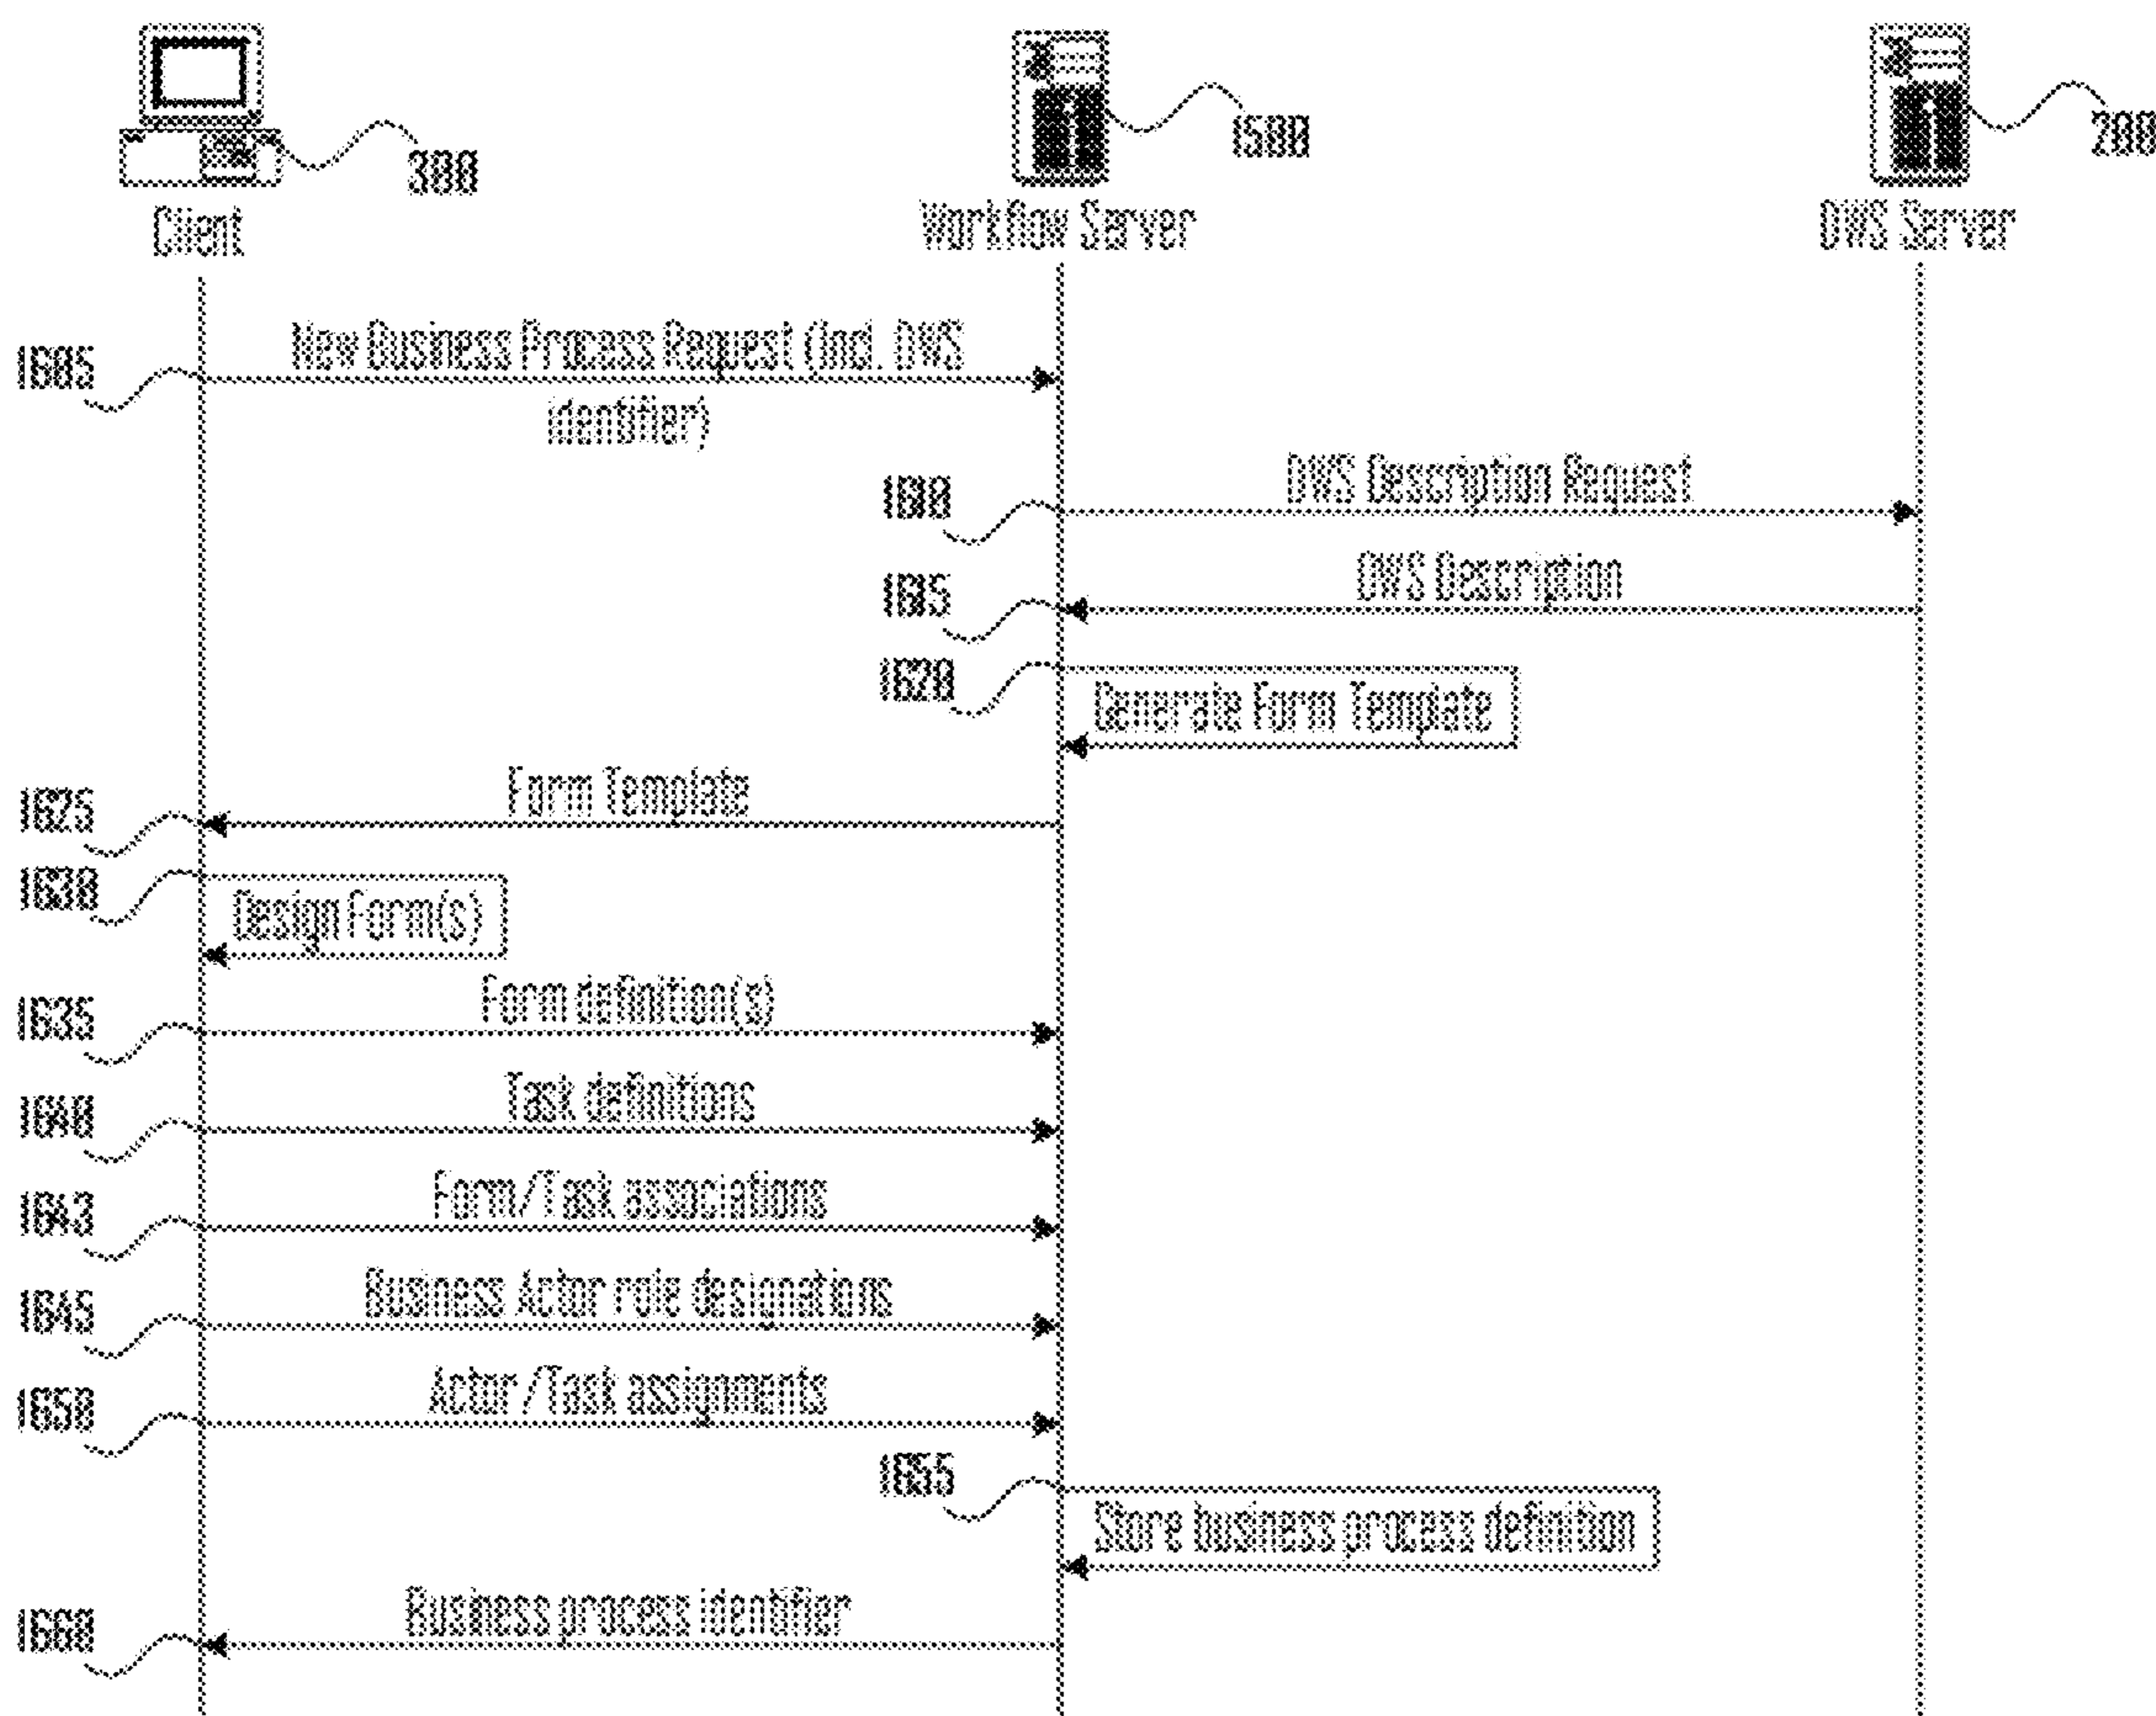 300
1500
200
Client
Workflow Server
DWS Server
1605
New Business Process Request (incl. DWS
identifier)
1610
DWS Description Request
1615
DWS Description
1620
Generate Form Template
1625
Form Template
1630
Design Form(s)
1635
Form definition(s)
1640
Task definitions
1643
Form/Task associations
1645
Business Actor role designations
1650
Actor/Task assignments
1655
Store business process definition
1660
Business process identifier